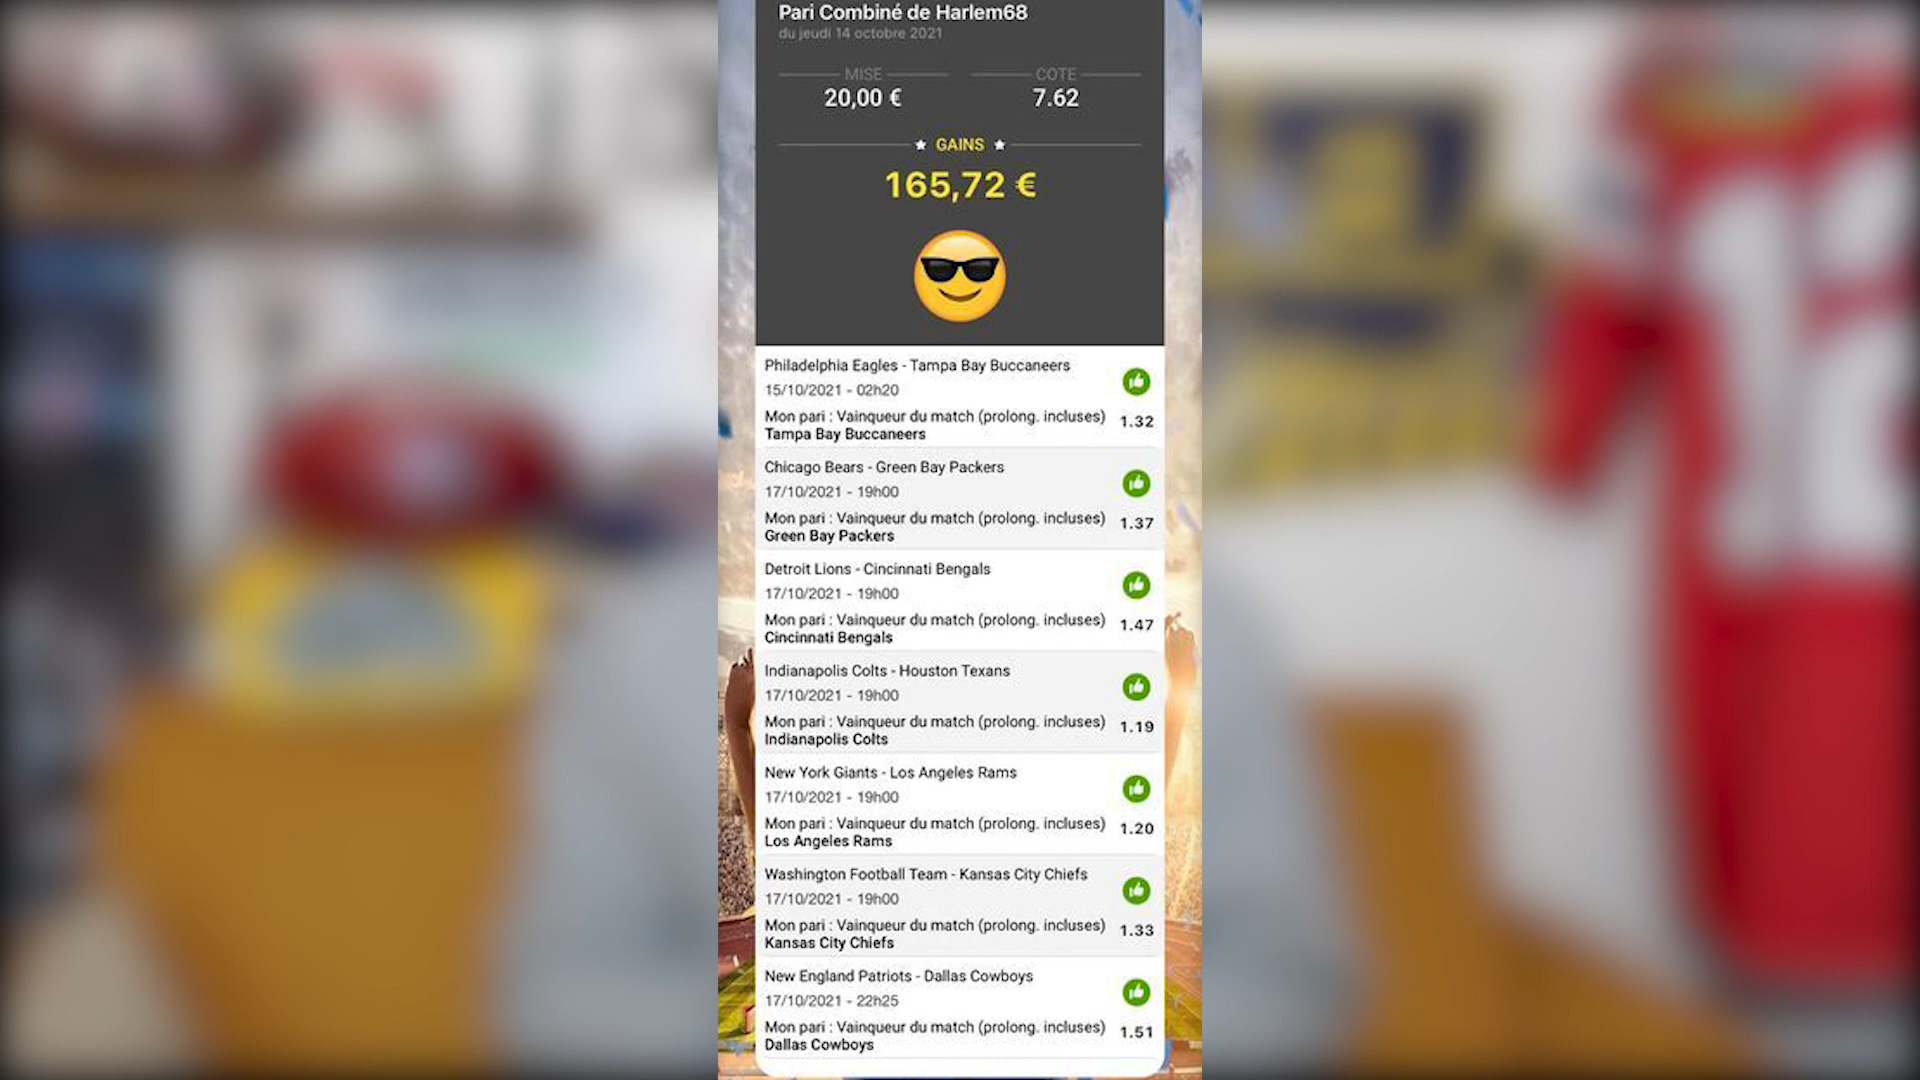 Pari Combiné de Harlem68
du jeudi 14 octobre 2021
MISE COTE
20,00 € 7.62
GAINS
165,72 €
Philadelphia Eagles - Tampa Bay Buccaneers
15/10/2021 - 02h20
Mon pari : Vainqueur du match (prolong. incluses) 1.32
Tampa Bay Buccaneers
Chicago Bears - Green Bay Packers
17/10/2021 - 19h00
Mon pari : Vainqueur du match (prolong. incluses) 1.37
Green Bay Packers
Detroit Lions - Cincinnati Bengals
17/10/2021 - 19h00
Mon pari : Vainqueur du match (prolong. incluses) 1.47
Cincinnati Bengals
Indianapolis Colts - Houston Texans
17/10/2021 - 19h00
Mon pari : Vainqueur du match (prolong. incluses) 1.19
Indianapolis Colts
New York Giants - Los Angeles Rams
17/10/2021 - 19h00
Mon pari : Vainqueur du match (prolong. incluses) 1.20
Los Angeles Rams
Washington Football Team - Kansas City Chiefs
17/10/2021 - 19h00
Mon pari : Vainqueur du match (prolong. incluses) 1.33
Kansas City Chiefs
New England Patriots - Dallas Cowboys
17/10/2021 - 22h25
Mon pari : Vainqueur du match (prolong. incluses) 1.51
Dallas Cowboys